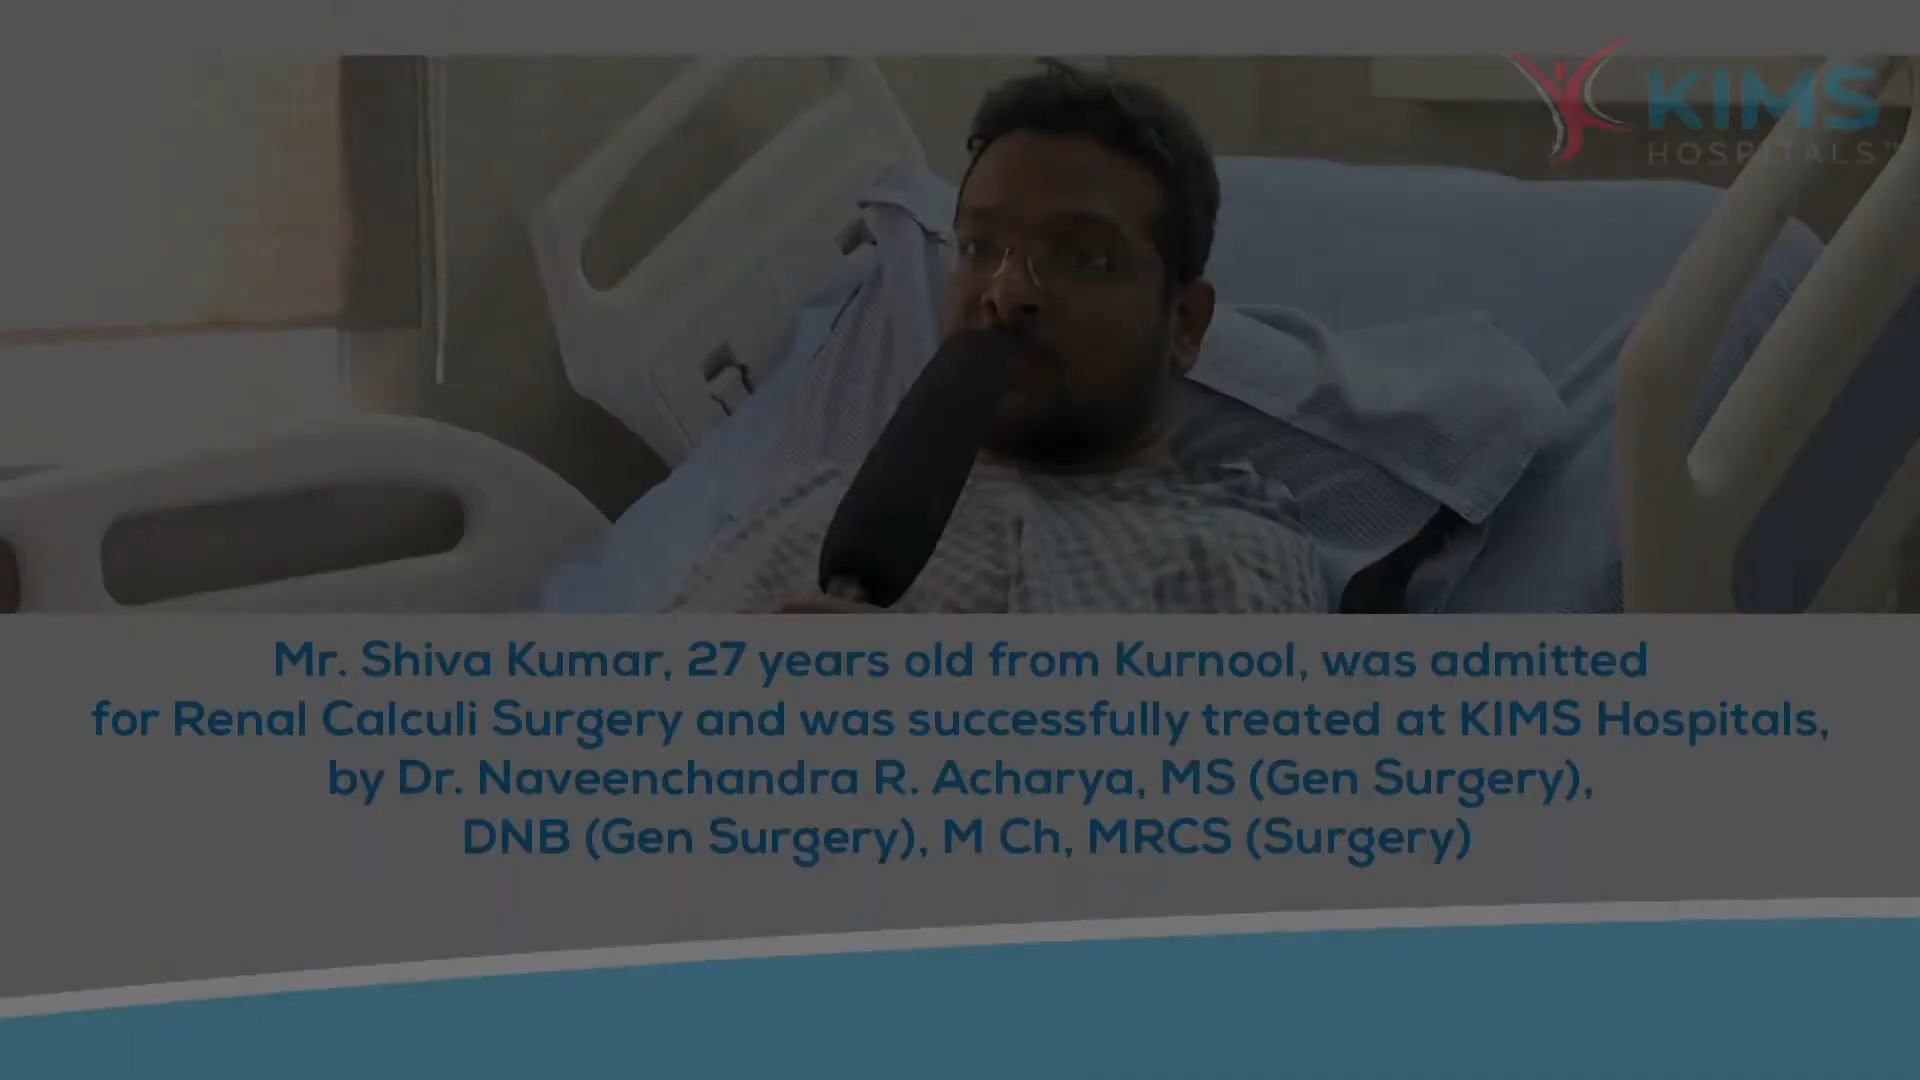 KIMS
HOSPITALS™
Mr. Shiva Kumar, 27 years old from Kurnool, was admitted
for Renal Calculi Surgery and was successfully treated at KIMS Hospitals,
by Dr. Naveenchandra R. Acharya, MS (Gen Surgery),
DNB (Gen Surgery), M Ch, MRCS (Surgery)